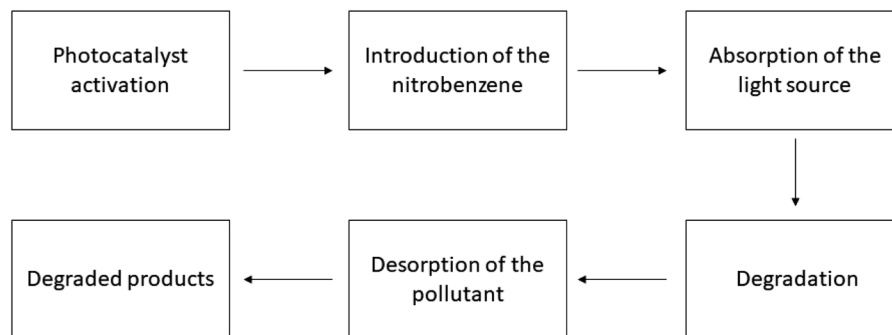 Photocatalyst
activation
Introduction of the
nitrobenzene
Absorption of the
light source
Degradation
Desorption of the
pollutant
Degraded products